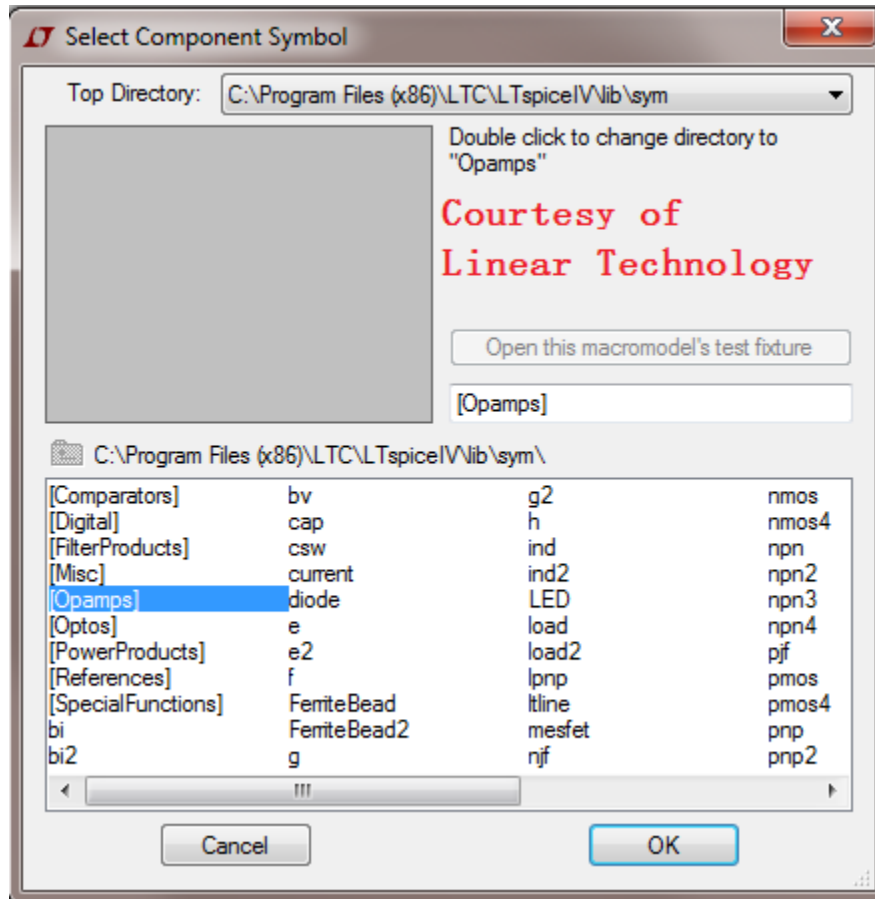 Select Component Symbol
Top Directory: C:\Program Files (x86)\LTC\LTspiceIV\lib\sym
Double click to change directory to
"Opamps"
Courtesy of
Linear Technology
Open this macromodel's test fixture
[Opamps]
C:\Program Files (x86)\LTC\LTspiceIV\lib\sym\
[Comparators] bv g2 nmos
[Digital] cap h nmos4
[FilterProducts] csw ind npn
[Misc] current ind2 npn2
[Opamps] diode LED npn3
[Optos] e load npn4
[PowerProducts] e2 load2 pjf
[References] f lpnp pmos
[SpecialFunctions] FerriteBead ltline pmos4
bi FerriteBead2 mesfet pnp
bi2 g njf pnp2
Cancel OK